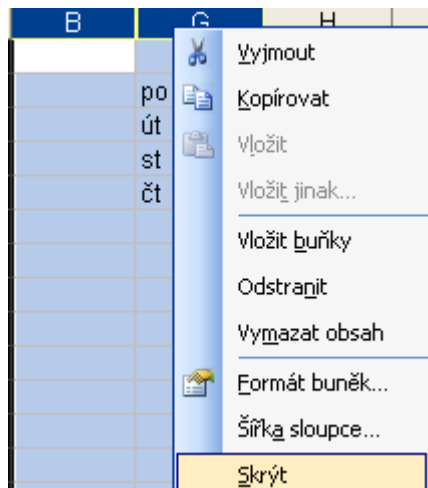 B G H
po
út
st
čt
Vyjmout
Kopírovat
Vložit
Vložit jinak...
Vložit buňky
Odstranit
Vymazat obsah
Formát buněk...
Šířka sloupce...
Skrýt